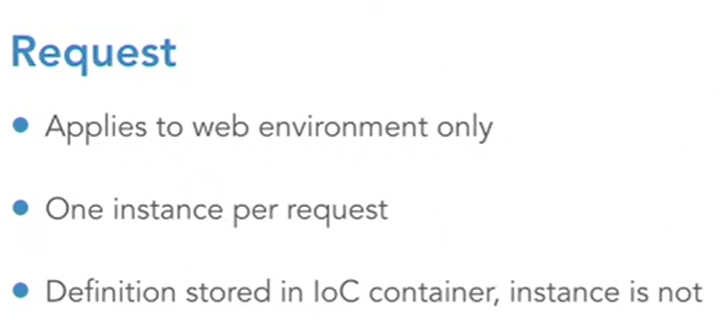 Request
Applies to web environment only
One instance per request
Definition stored in IoC container, instance is not